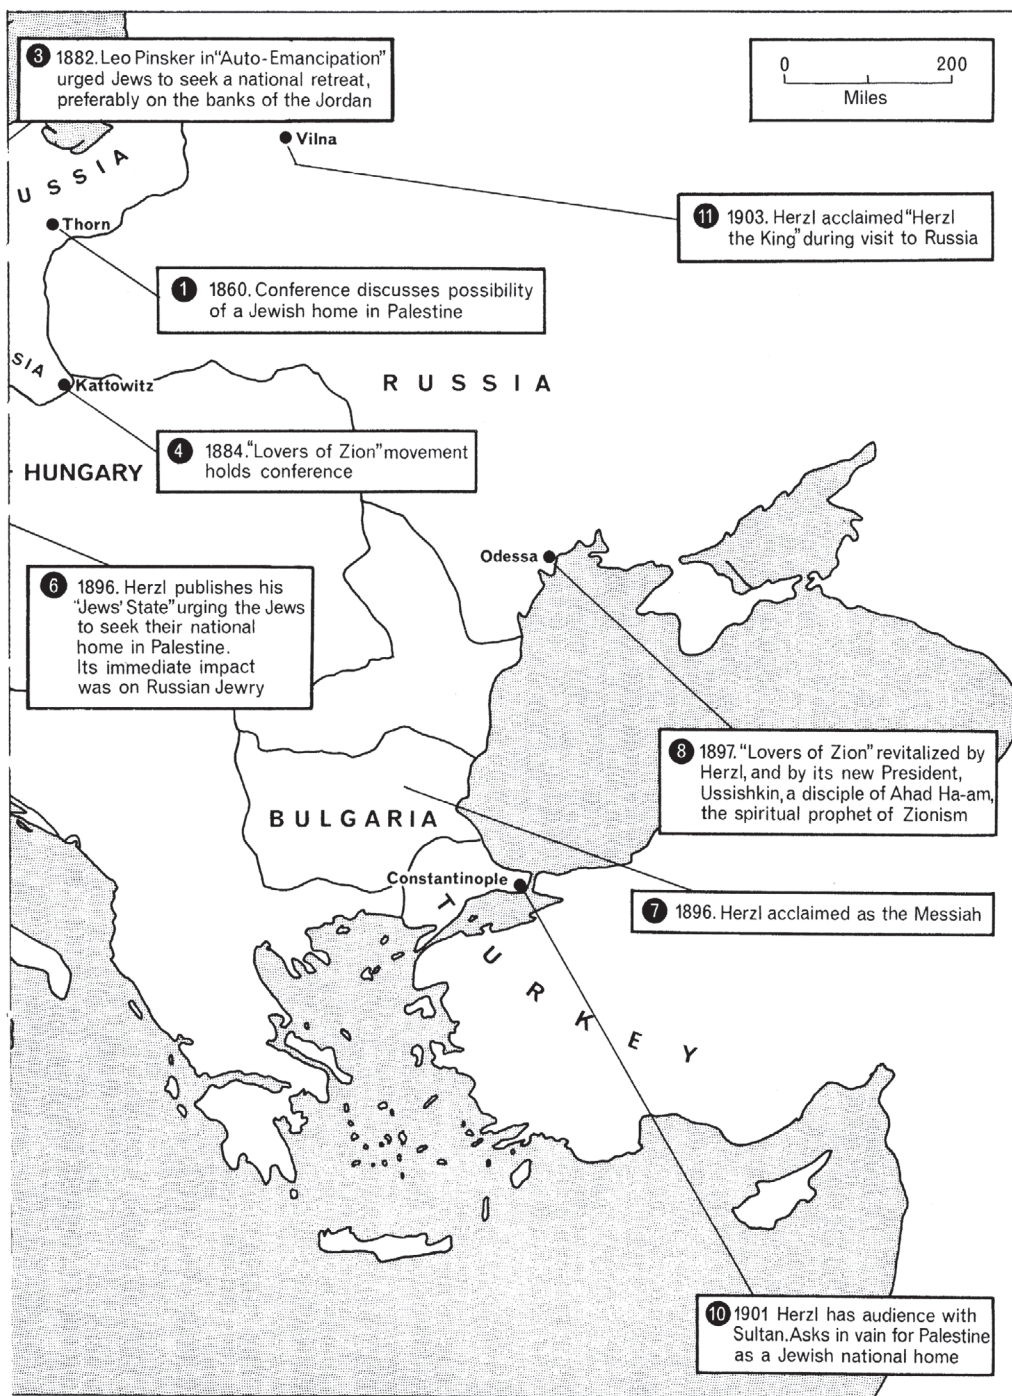 3 1882. Leo Pinsker in "Auto-Emancipation"
urged Jews to seek a national retreat,
preferably on the banks of the Jordan
0 200
Miles
Vilna
USSIA
Thorn
11 1903. Herzl acclaimed "Herzl
the King" during visit to Russia
1 1860. Conference discusses possibility
of a Jewish home in Palestine
SIA
Kattowitz
RUSSIA
4 1884. "Lovers of Zion" movement
holds conference
HUNGARY
Odessa
6 1896. Herzl publishes his
"Jews' State" urging the Jews
to seek their national
home in Palestine.
Its immediate impact
was on Russian Jewry
8 1897. "Lovers of Zion" revitalized by
Herzl, and by its new President,
Ussishkin, a disciple of Ahad Ha-am,
the spiritual prophet of Zionism
BULGARIA
Constantinople
7 1896. Herzl acclaimed as the Messiah
TURKEY
10 1901 Herzl has audience with
Sultan. Asks in vain for Palestine
as a Jewish national home